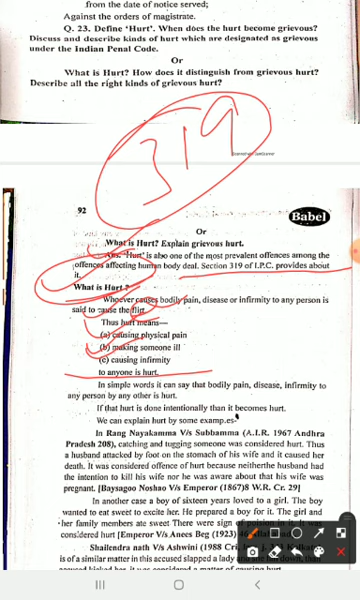 from the date of notice served;
Against the orders of magistrate.
Q. 23. Define 'Hurt'. When does the hurt become grievous?
Discuss and describe kinds of hurt which are designated as grievous
under the Indian Penal Code.
Or
What is Hurt? How does it distinguish from grievous hurt?
Describe all the right kinds of grievous hurt?
319
92
Babel
Or
What is Hurt? Explain grievous hurt.
Ans. 'Hurt' is also one of the most prevalent offences among the
offences affecting human body deal. Section 319 of I.P.C. provides about
it.
What is Hurt ?
Whoever causes bodily pain, disease or infirmity to any person is
said to cause the
Thus hurt means—
(a) causing physical pain
(b) making someone ill
(c) causing infirmity
to anyone is hurt.
In simple words it can say that bodily pain, disease, infirmity to
any person by any other is hurt.
If that hurt is done intentionally than it becomes hurt.
We can explain hurt by some examp.es-
In Rang Nayakamma V/s Subbamma (A.I.R. 1967 Andhra
Pradesh 208), catching and tugging someone was considered hurt. Thus
a husband attacked by foot on the stomach of his wife and it caused her
death. It was considered offence of hurt because neitherthe husband had
the intention to kill his wife nor he was aware about that his wife was
pregnant. [Baysagoo Noshao V/s Emperor (1867)8 W.R. Cr. 29]
In another case a boy of sixteen years loved to a girl. The boy
wanted to eat sweet to excite her. He prepared a boy for it. The girl and
her family members ate sweet There were sign of poision in it. It was
considered hurt [Emperor V/s Anees Beg (1923) 46
Shailendra nath V/s Ashwini (1988 Cri.
is of a similar matter in this accused slapped a lady and she fell down,